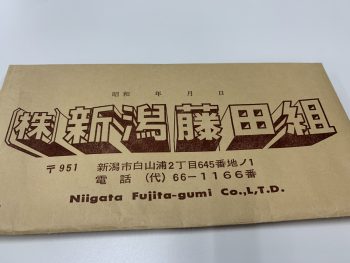 昭和 年 月 日
(株)新潟藤田組
〒951 新潟市白山浦2丁目645番地ノ1
電話 (代) 66-1166番
Niigata Fujita-gumi Co.,L,T.D.